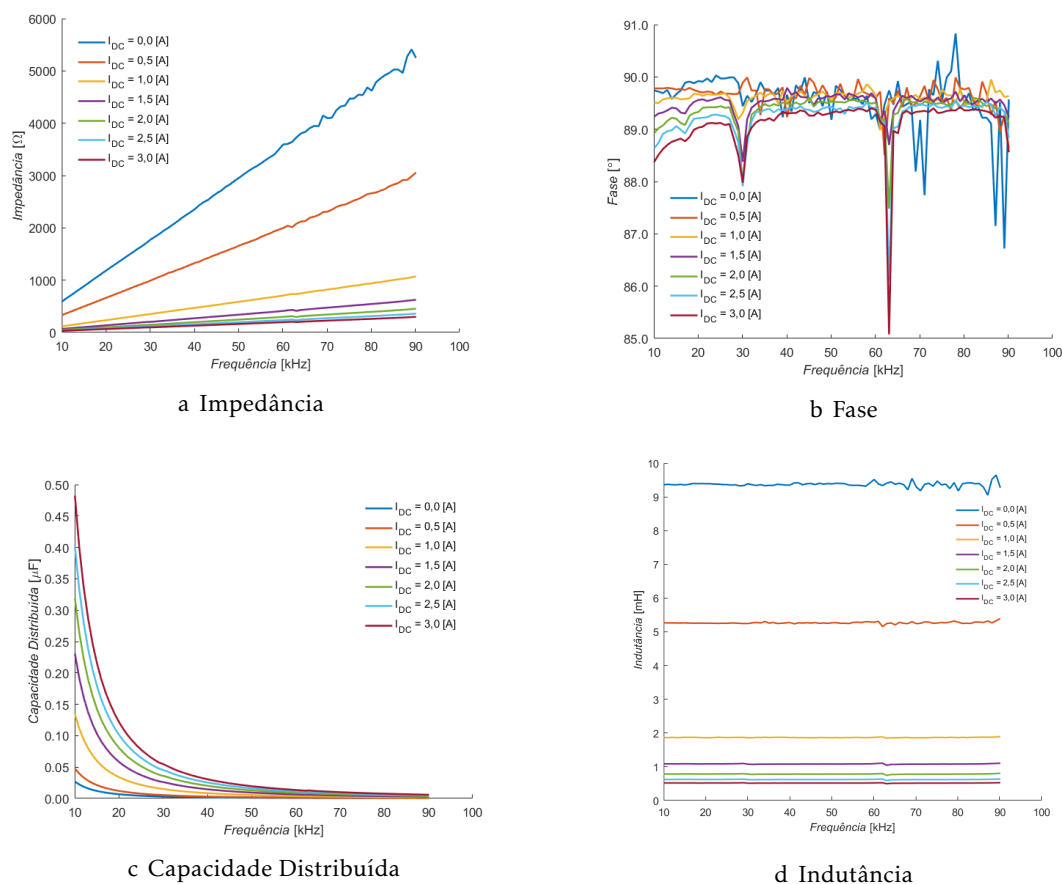 6000
5000
4000
3000
2000
1000
0
Impedância [Ω]
I_DC = 0,0 [A]
I_DC = 0,5 [A]
I_DC = 1,0 [A]
I_DC = 1,5 [A]
I_DC = 2,0 [A]
I_DC = 2,5 [A]
I_DC = 3,0 [A]
10 20 30 40 50 60 70 80 90 100
Frequência [kHz]
a Impedância
91.0
90.0
89.0
88.0
87.0
86.0
85.0
Fase [°]
I_DC = 0,0 [A]
I_DC = 0,5 [A]
I_DC = 1,0 [A]
I_DC = 1,5 [A]
I_DC = 2,0 [A]
I_DC = 2,5 [A]
I_DC = 3,0 [A]
10 20 30 40 50 60 70 80 90 100
Frequência [kHz]
b Fase
0.50
0.45
0.40
0.35
0.30
0.25
0.20
0.15
0.10
0.05
0.00
Capacidade Distribuida [μF]
I_DC = 0,0 [A]
I_DC = 0,5 [A]
I_DC = 1,0 [A]
I_DC = 1,5 [A]
I_DC = 2,0 [A]
I_DC = 2,5 [A]
I_DC = 3,0 [A]
10 20 30 40 50 60 70 80 90 100
Frequência [kHz]
c Capacidade Distribuída
10
9
8
7
6
5
4
3
2
1
0
Indutância [mH]
I_DC = 0,0 [A]
I_DC = 0,5 [A]
I_DC = 1,0 [A]
I_DC = 1,5 [A]
I_DC = 2,0 [A]
I_DC = 2,5 [A]
I_DC = 3,0 [A]
10 20 30 40 50 60 70 80 90 100
Frequência [kHz]
d Indutância